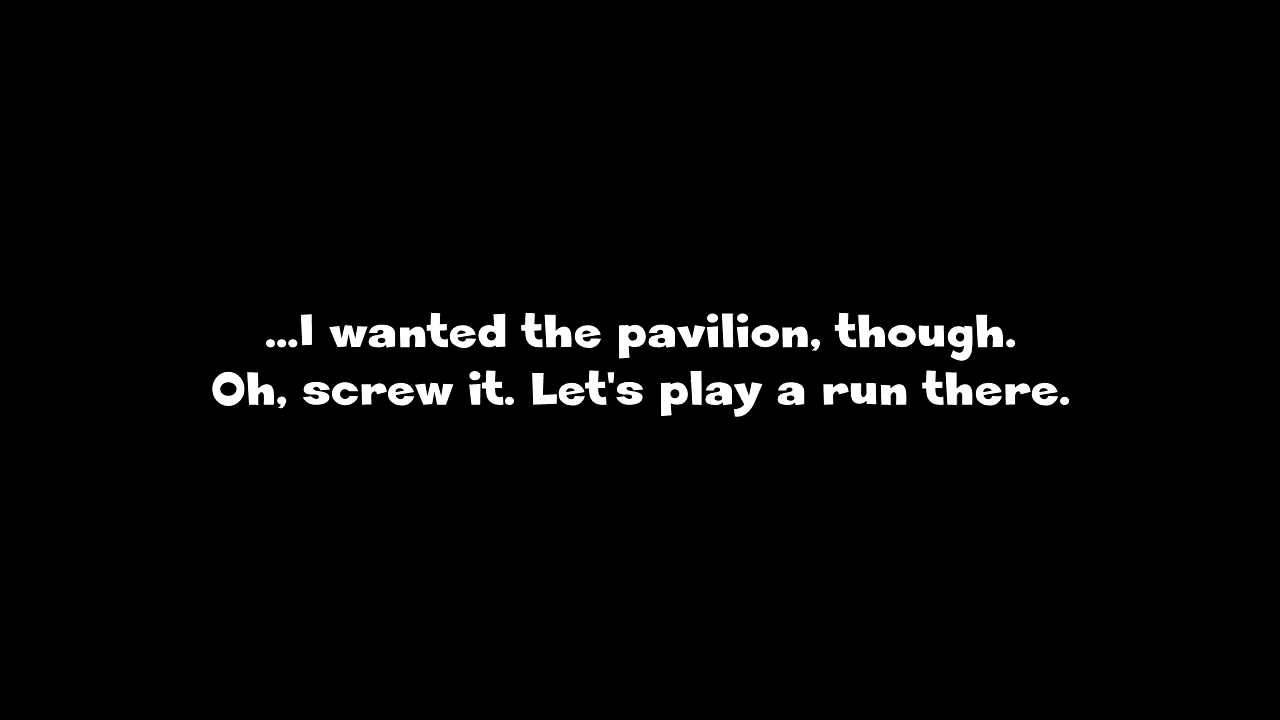 ...I wanted the pavilion, though.
Oh, screw it. Let's play a run there.